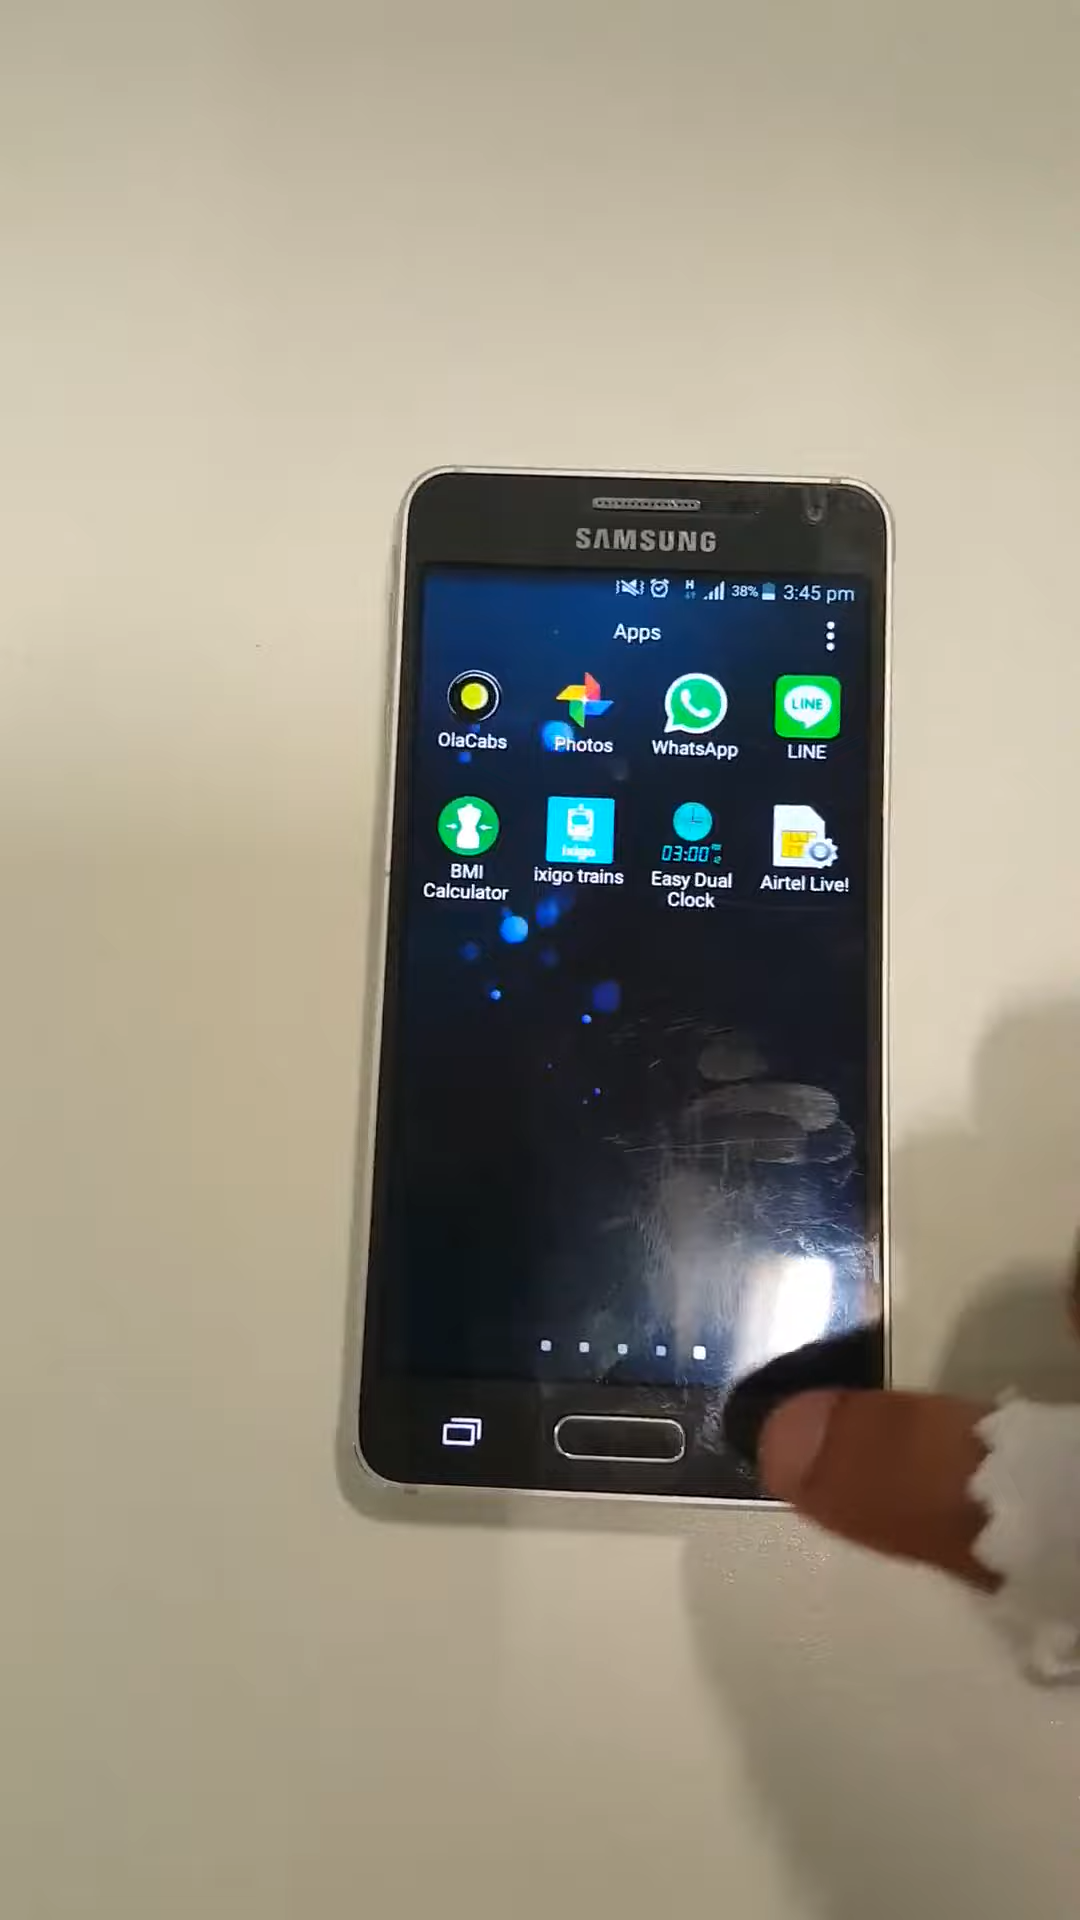 SAMSUNG
H 38% 3:45 pm
Apps
OlaCabs Photos WhatsApp LINE
LINE
ixigo
03:00
BMI Calculator ixigo trains Easy Dual Clock Airtel Live!